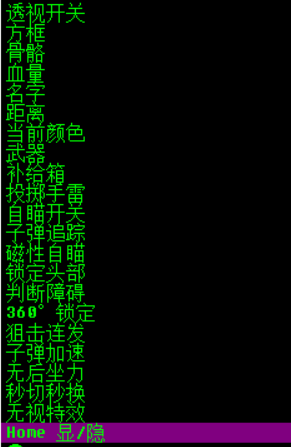 透视开关
方框
骨骼
血量
名字
距离
当前颜色
武器
补给箱
投掷手雷
自瞄开关
子弹追踪
磁性自瞄
锁定头部
判断障碍
360° 锁定
狙击连发
子弹加速
无后坐力
秒切秒换
无视特效
Home 显/隐